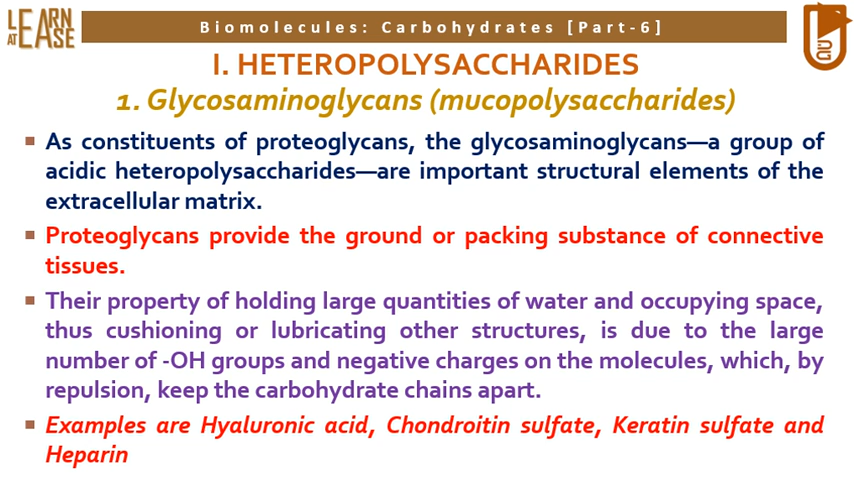 LEARN
AT EASE
Biomolecules: Carbohydrates [Part-6]
I. HETEROPOLYSACCHARIDES
1. Glycosaminoglycans (mucopolysaccharides)
As constituents of proteoglycans, the glycosaminoglycans—a group of
acidic heteropolysaccharides—are important structural elements of the
extracellular matrix.
Proteoglycans provide the ground or packing substance of connective
tissues.
Their property of holding large quantities of water and occupying space,
thus cushioning or lubricating other structures, is due to the large
number of -OH groups and negative charges on the molecules, which, by
repulsion, keep the carbohydrate chains apart.
Examples are Hyaluronic acid, Chondroitin sulfate, Keratin sulfate and
Heparin